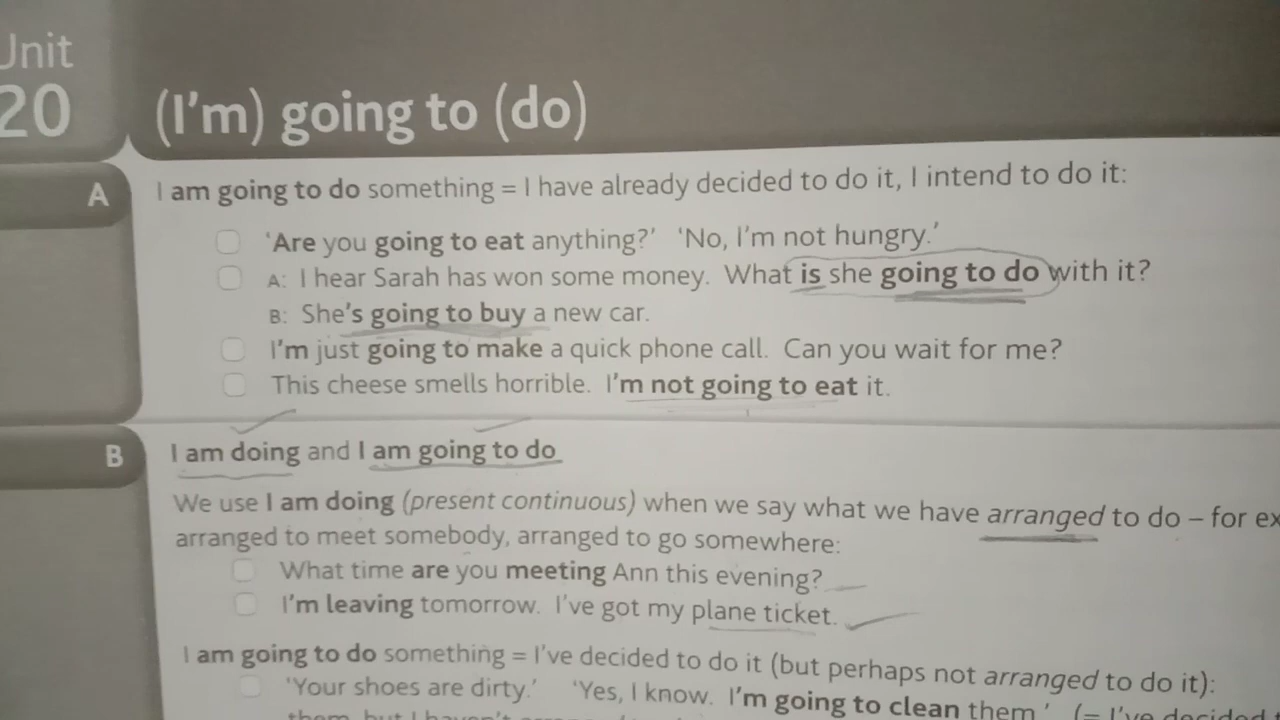 Unit
20
(I'm) going to (do)
A
I am going to do something = I have already decided to do it, I intend to do it:
'Are you going to eat anything?' 'No, I'm not hungry.'
A: I hear Sarah has won some money. What is she going to do with it?
B: She's going to buy a new car.
I'm just going to make a quick phone call. Can you wait for me?
This cheese smells horrible. I'm not going to eat it.
B
I am doing and I am going to do
We use I am doing (present continuous) when we say what we have arranged to do – for ex
arranged to meet somebody, arranged to go somewhere:
What time are you meeting Ann this evening?
I'm leaving tomorrow. I've got my plane ticket.
I am going to do something = I've decided to do it (but perhaps not arranged to do it):
'Your shoes are dirty.' 'Yes, I know. I'm going to clean them.' (= I've decided
them, but I haven't